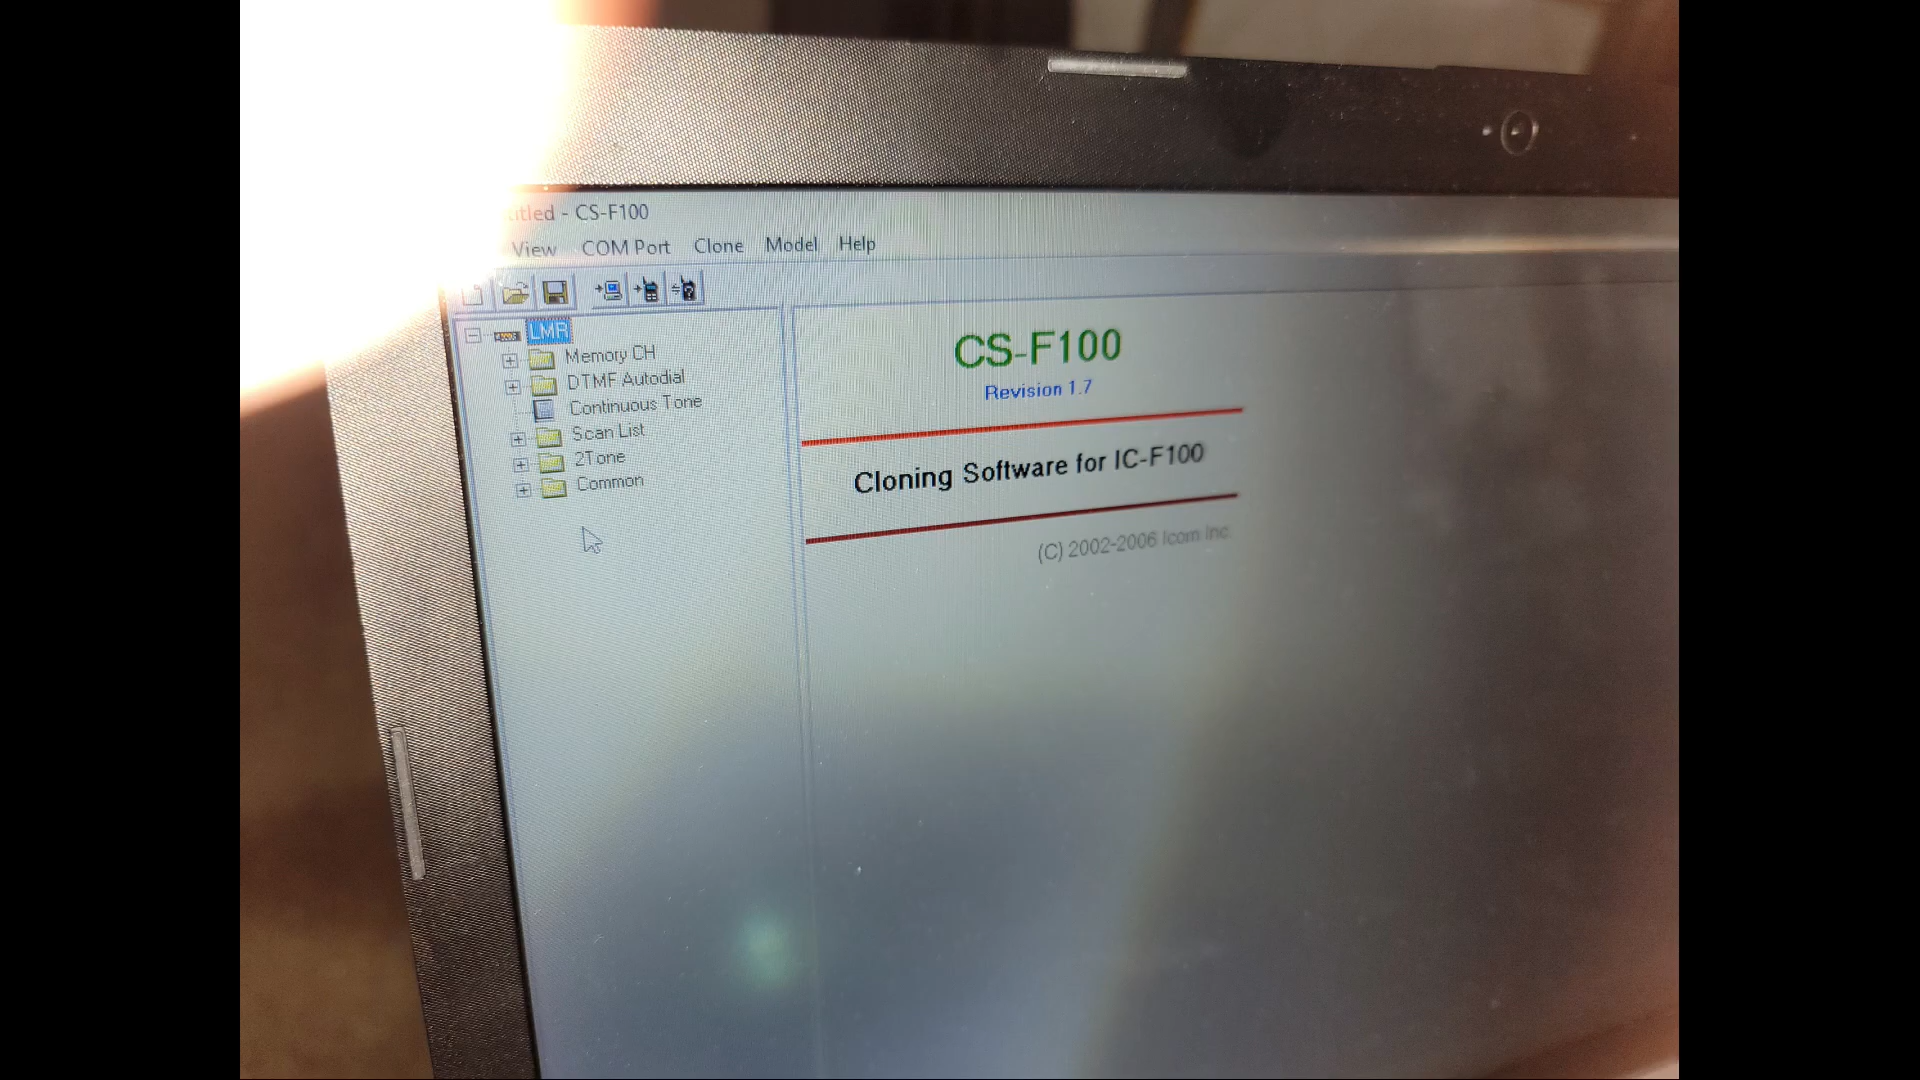 - CS-F100
View COM Port Clone Model Help
LMR
Memory CH
DTMF Autodial
Continuous Tone
Scan List
2Tone
Common
CS-F100
Revision 1.7
Cloning Software for IC-F100
(C) 2002-2006 Icom Inc.